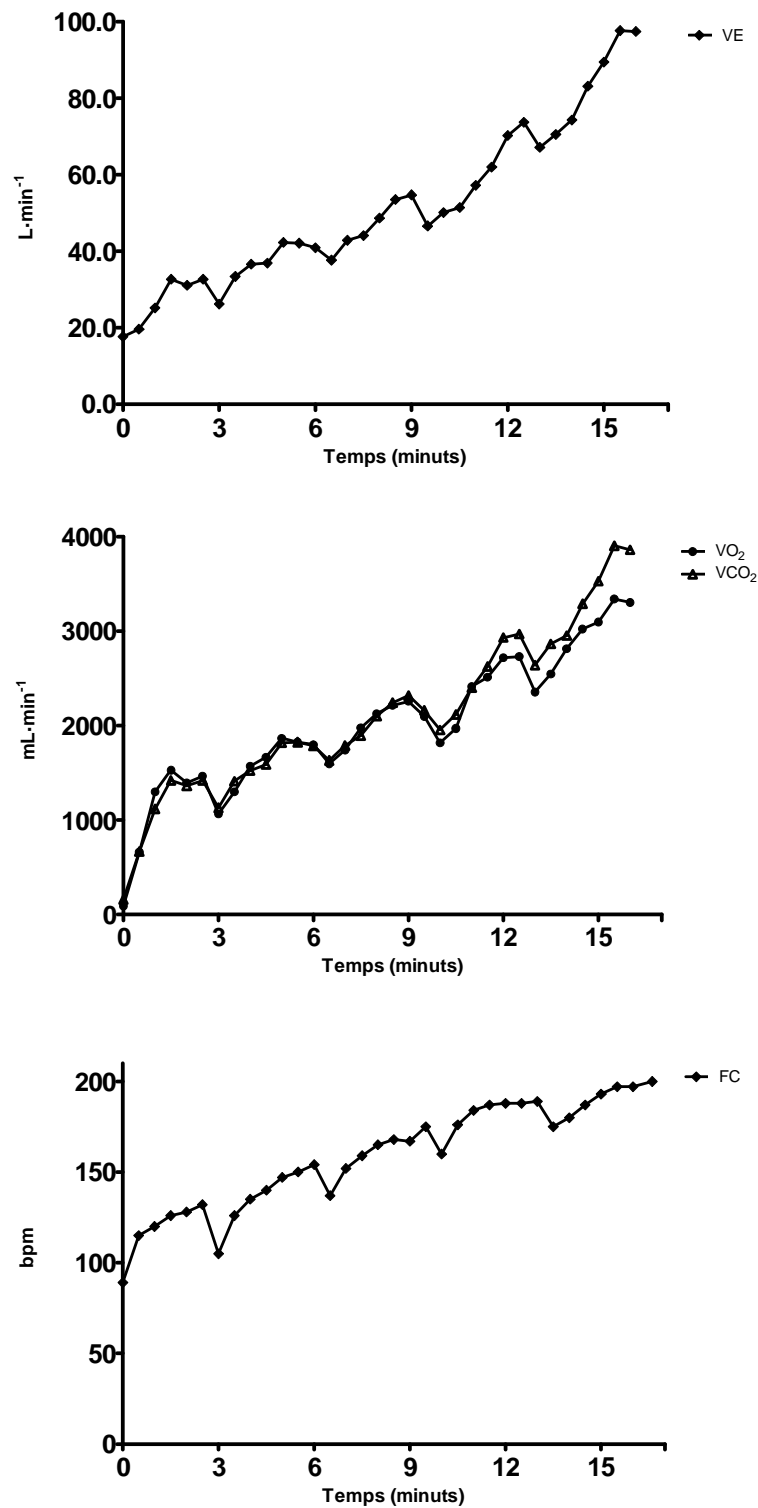 100.0
80.0
60.0
40.0
20.0
0.0
L·min⁻¹
0 3 6 9 12 15
Temps (minuts)
VE
4000
3000
2000
1000
0
mL·min⁻¹
0 3 6 9 12 15
Temps (minuts)
VO₂
VCO₂
200
150
100
50
0
bpm
0 3 6 9 12 15
Temps (minuts)
FC